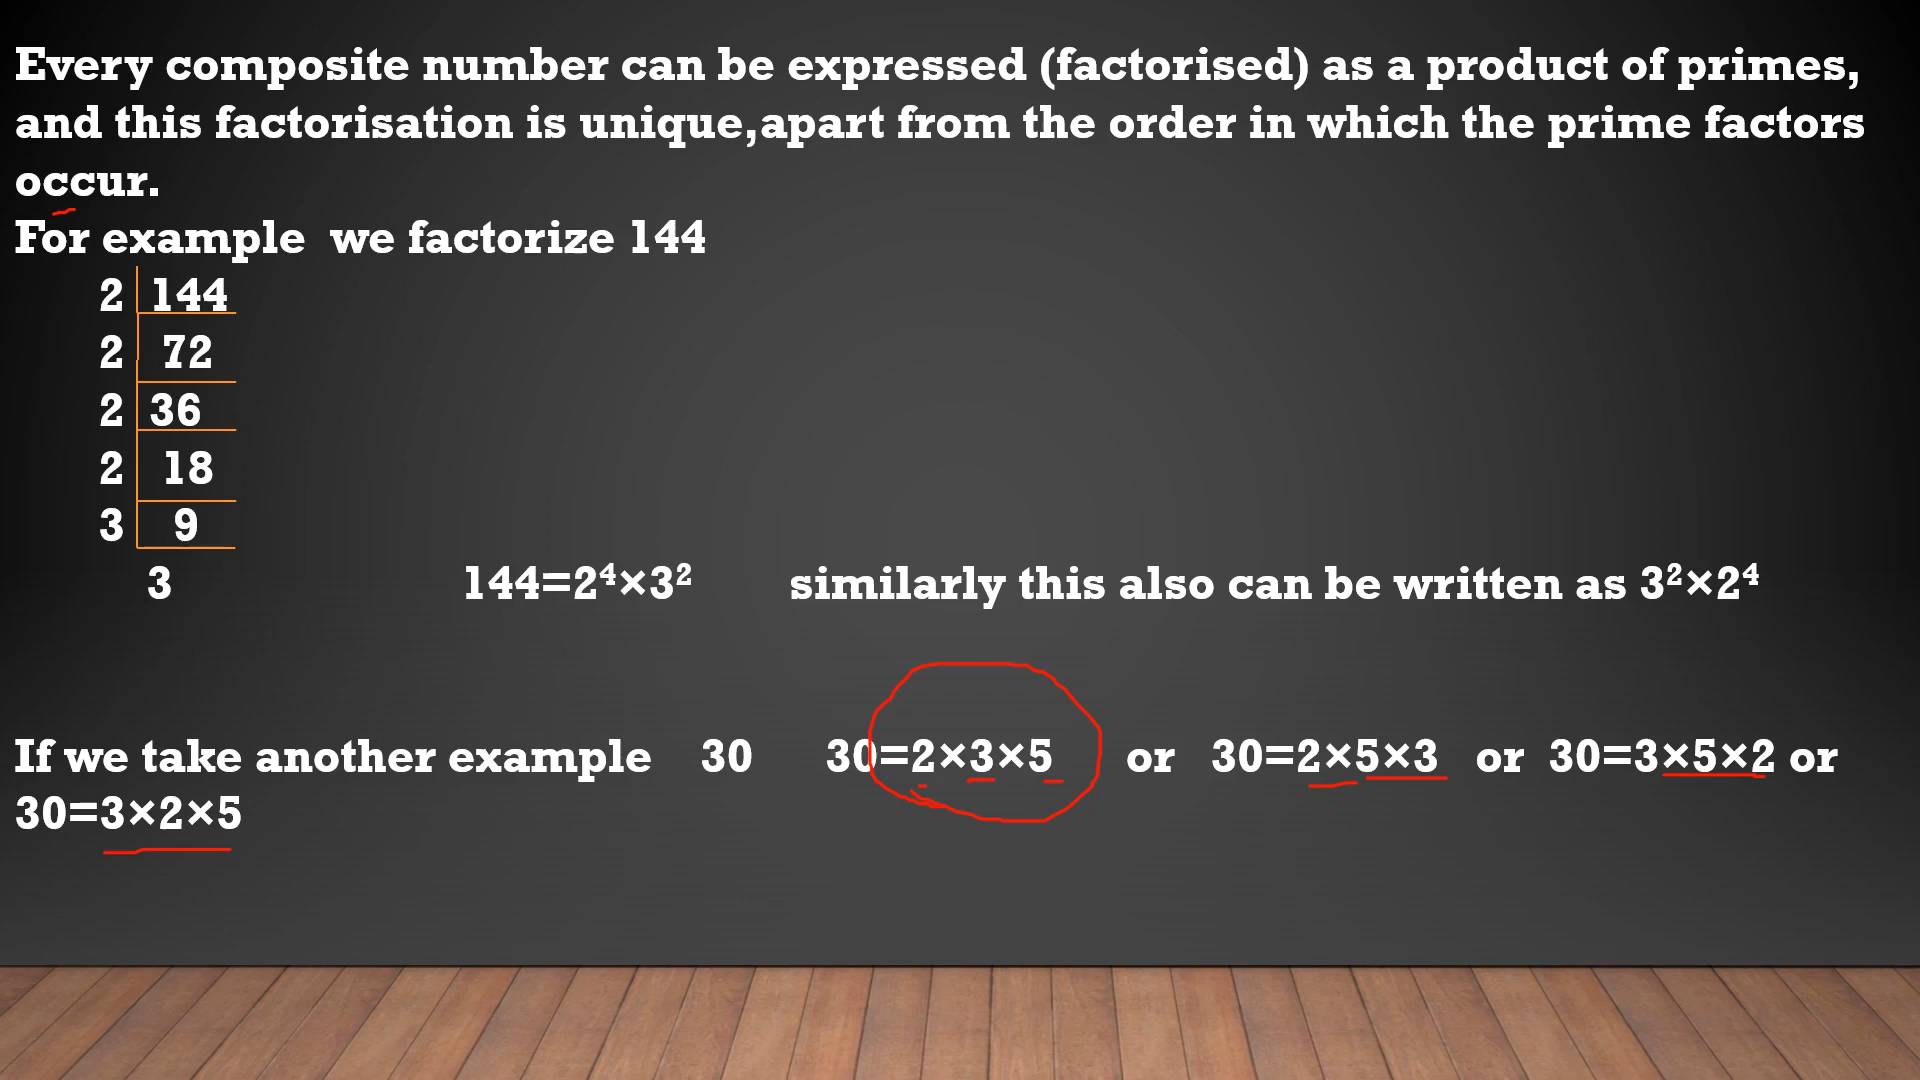 Every composite number can be expressed (factorised) as a product of primes,
and this factorisation is unique,apart from the order in which the prime factors
occur.
For example we factorize 144
2 144
2 72
2 36
2 18
3 9
3 144=2⁴×3² similarly this also can be written as 3²×2⁴
If we take another example 30 30=2×3×5 or 30=2×5×3 or 30=3×5×2 or
30=3×2×5